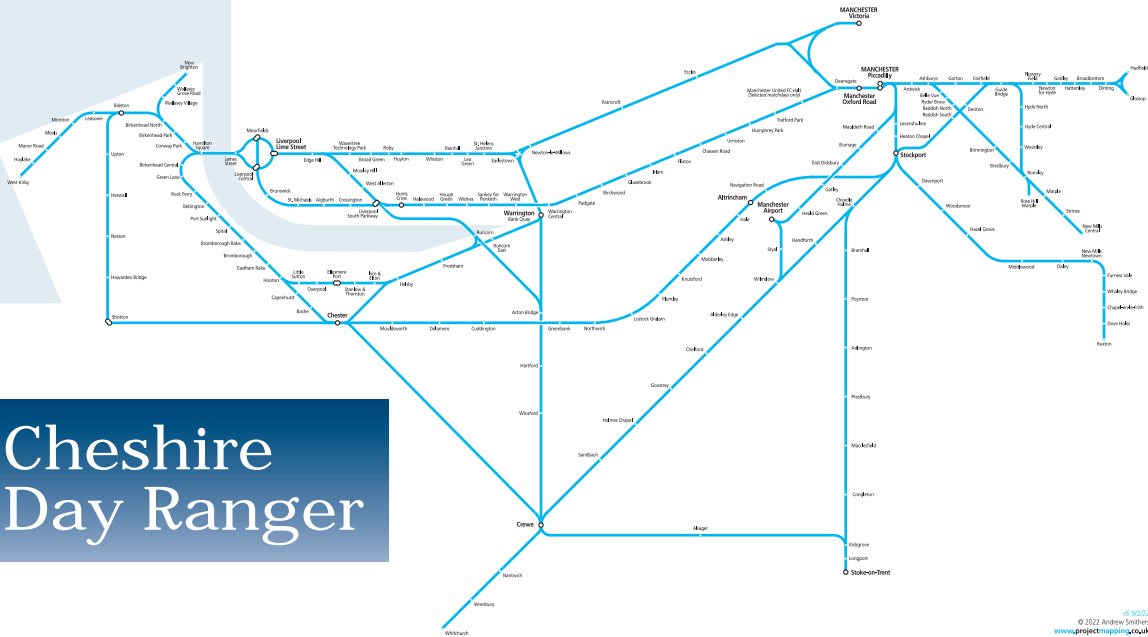 MANCHESTER
Victoria
Eccles
Patricroft
New
Brighton
Wallasey
Grove Road
Wallasey Village
Bidston
Moreton
Leasowe
Meols
Manor Road
Hoylake
West Kirby
Birkenhead North
Birkenhead Park
Conway Park
Hamilton
Square
Birkenhead Central
Green Lane
Rock Ferry
Bebington
Port Sunlight
Spital
Bromborough Rake
Bromborough
Eastham Rake
Hooton
Capenhurst
Bache
Upton
Heswall
Neston
Hawarden Bridge
Shotton
Moorfields
Liverpool
Lime Street
James
Street
Liverpool
Central
Edge Hill
Wavertree
Technology Park
Broad Green
Roby
Huyton
Whiston
Rainhill
Lea
Green
St. Helens
Junction
Earlestown
Newton-le-Willows
Mossley Hill
West Allerton
Brunswick
St. Michaels
Aigburth
Cressington
Liverpool
South Parkway
Hunts
Cross
Halewood
Hough
Green
Widnes
Sankey for
Penketh
Warrington
West
Warrington
Bank Quay
Warrington
Central
Padgate
Birchwood
Glazebrook
Irlam
Flixton
Chassen Road
Urmston
Humphrey Park
Trafford Park
Manchester United FC Halt
(Selected matchdays only)
Deansgate
Manchester
Oxford Road
MANCHESTER
Piccadilly
Ardwick
Ashburys
Gorton
Fairfield
Guide
Bridge
Flowery
Field
Newton
for Hyde
Godley
Hattersley
Broadbottom
Dinting
Hadfield
Glossop
Belle Vue
Ryder Brow
Reddish North
Reddish South
Denton
Hyde North
Hyde Central
Woodley
Brinnington
Bredbury
Romiley
Rose Hill
Marple
Marple
Strines
New Mills
Central
Levenshulme
Heaton Chapel
Stockport
Mauldeth Road
Burnage
East Didsbury
Gatley
Heald Green
Manchester
Airport
Styal
Wilmslow
Handforth
Cheadle
Hulme
Navigation Road
Altrincham
Hale
Ashley
Mobberley
Knutsford
Plumley
Lostock Gralam
Northwich
Greenbank
Cuddington
Delamere
Mouldsworth
Chester
Little
Sutton
Overpool
Ellesmere
Port
Stanlow &
Thornton
Ince &
Elton
Helsby
Frodsham
Runcorn
Runcorn
East
Acton Bridge
Hartford
Winsford
Crewe
Davenport
Woodsmoor
Hazel Grove
Middlewood
Disley
New Mills
Newtown
Furness Vale
Whaley Bridge
Chapel-en-le-Frith
Dove Holes
Buxton
Bramhall
Poynton
Adlington
Prestbury
Macclesfield
Congleton
Kidsgrove
Longport
Stoke-on-Trent
Alsager
Alderley Edge
Chelford
Goostrey
Holmes Chapel
Sandbach
Nantwich
Wrenbury
Whitchurch
Cheshire
Day Ranger
v6 9/2/22
© 2022 Andrew Smithers
www.projectmapping.co.uk